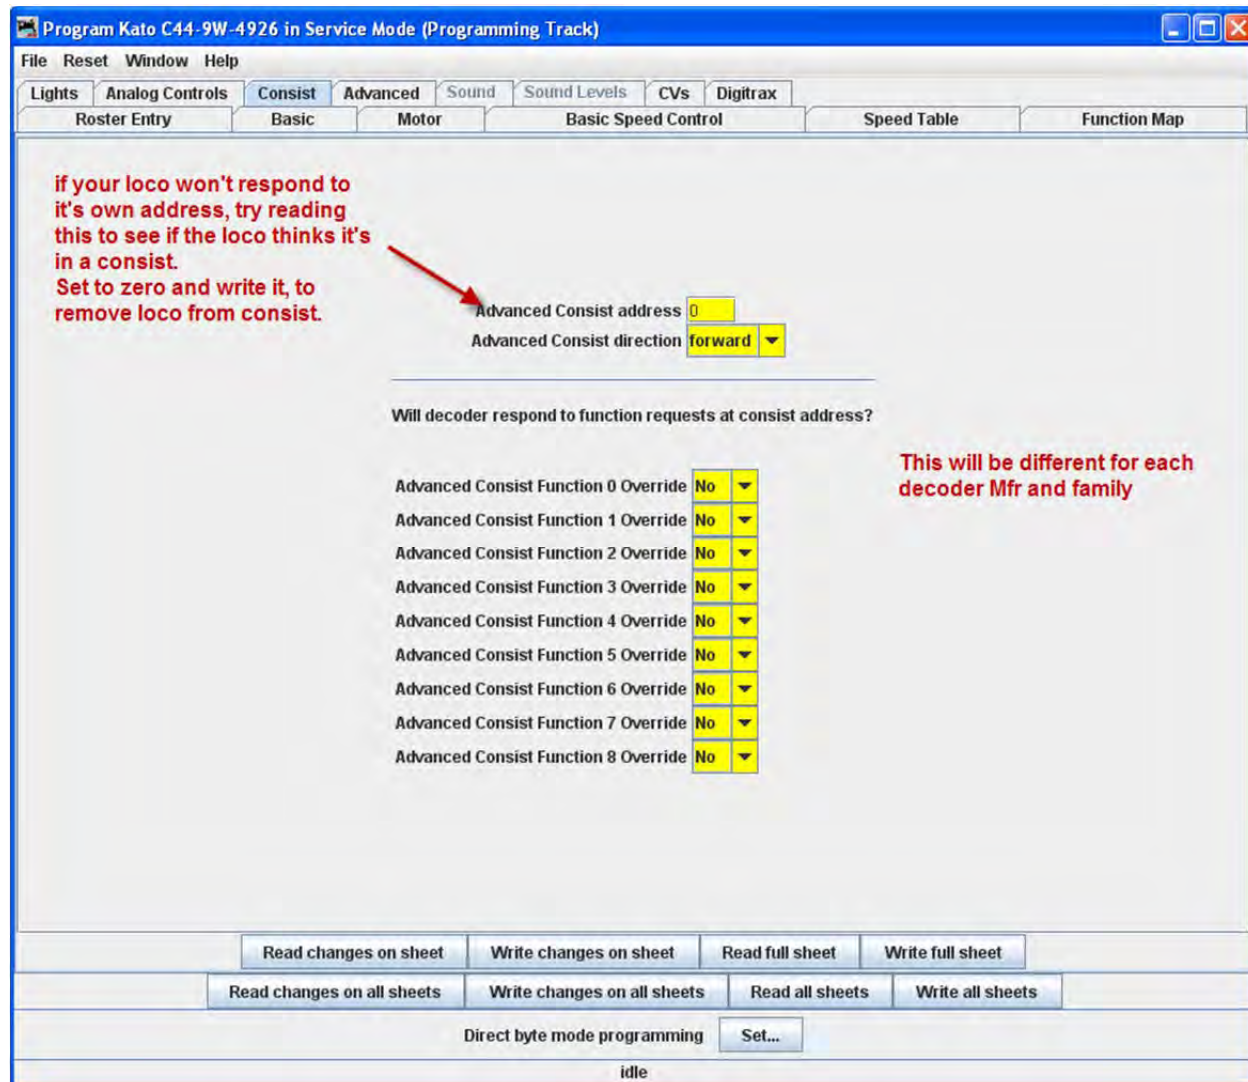 Program Kato C44-9W-4926 in Service Mode (Programming Track)
File Reset Window Help
Lights Analog Controls Consist Advanced Sound Sound Levels CVs Digitrax
Roster Entry Basic Motor Basic Speed Control Speed Table Function Map
if your loco won't respond to
it's own address, try reading
this to see if the loco thinks it's
in a consist.
Set to zero and write it, to
remove loco from consist.
Advanced Consist address 0
Advanced Consist direction forward
Will decoder respond to function requests at consist address?
This will be different for each
decoder Mfr and family
Advanced Consist Function 0 Override No
Advanced Consist Function 1 Override No
Advanced Consist Function 2 Override No
Advanced Consist Function 3 Override No
Advanced Consist Function 4 Override No
Advanced Consist Function 5 Override No
Advanced Consist Function 6 Override No
Advanced Consist Function 7 Override No
Advanced Consist Function 8 Override No
Read changes on sheet Write changes on sheet Read full sheet Write full sheet
Read changes on all sheets Write changes on all sheets Read all sheets Write all sheets
Direct byte mode programming Set...
idle